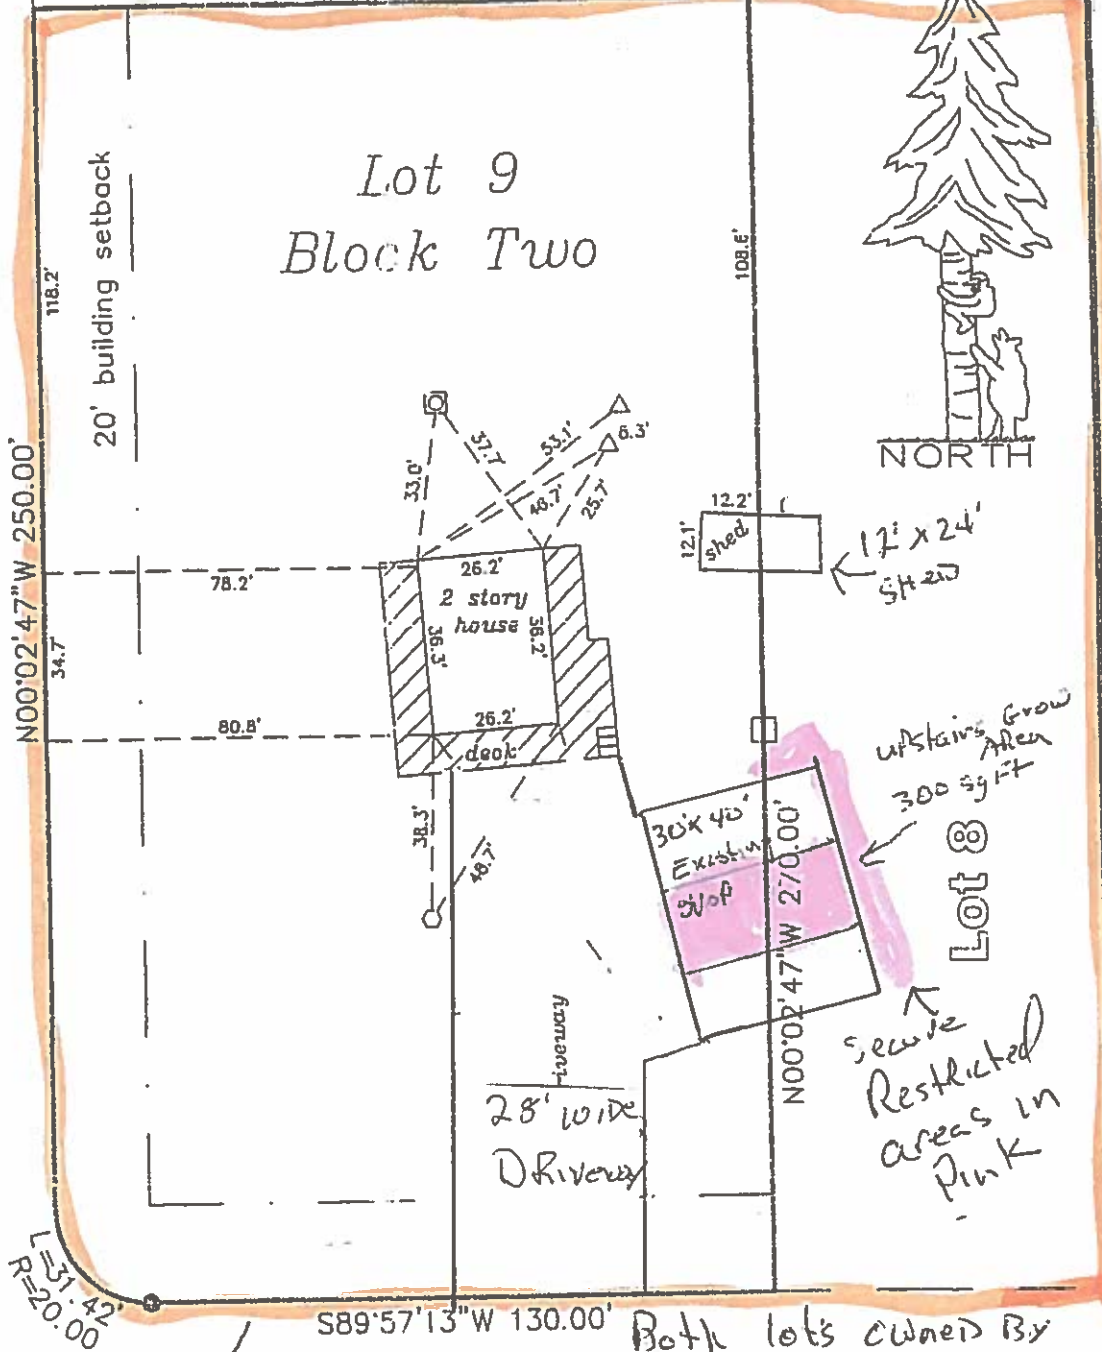 Lot 9
Block Two
20' building setback
118.2'
N00°02'47"W 250.00'
34.7'
108.6'
NORTH
33.0'
37.7'
53.1'
6.3'
48.7'
25.7'
12.2'
12.1'
shed
12' x 24'
SHED
78.2'
26.2'
2 story
house
36.3'
36.2'
80.8'
26.2'
deck
38.3'
48.7'
upstairs Grow
Area
300 sq Ft
30' x 40'
Existin
SHOP
N00°02'47"W 270.00'
Lot 8
Secure
Restricted
areas in
Pink
iveway
28' WIDE
DRiveway
L=31.42'
R=20.00
S89°57'13"W 130.00'
Both lots OWNED By